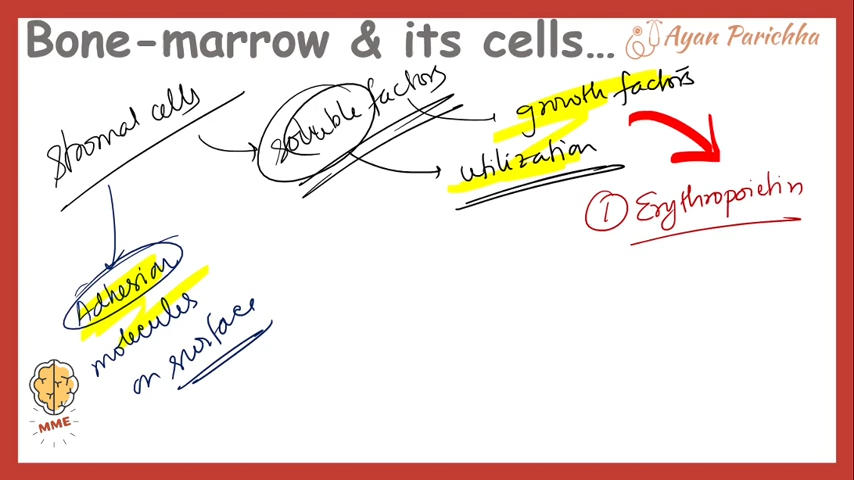 Bone-marrow & its cells...
Ayan Parichha
Stromal cells
soluble factors
growth factors
utilization
① Erythropoietin
Adhesion
molecules
on surface
MME